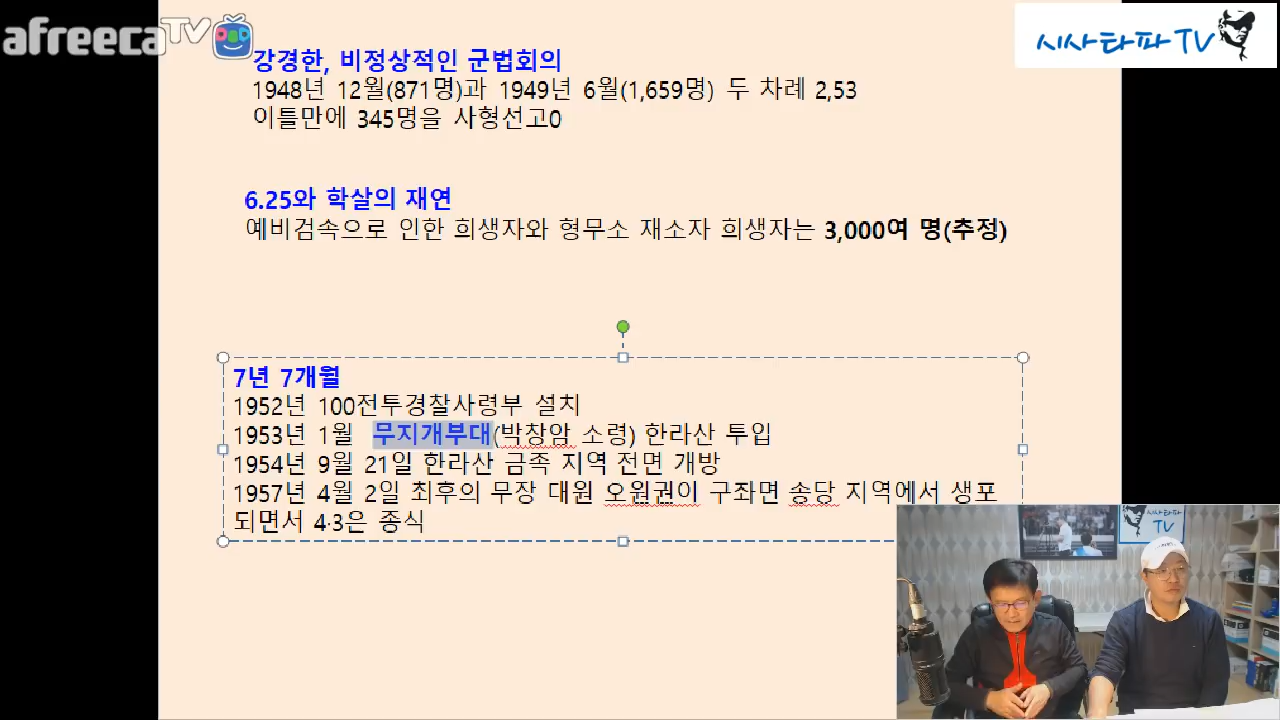 afreecaTV
시사타파TV
강경한, 비정상적인 군법회의
1948년 12월(871명)과 1949년 6월(1,659명) 두 차례 2,53
이틀만에 345명을 사형선고0
6.25와 학살의 재연
예비검속으로 인한 희생자와 형무소 재소자 희생자는 3,000여 명(추정)
7년 7개월
1952년 100전투경찰사령부 설치
1953년 1월 무지개부대(박창암 소령) 한라산 투입
1954년 9월 21일 한라산 금족 지역 전면 개방
1957년 4월 2일 최후의 무장 대원 오원권이 구좌면 송당 지역에서 생포
되면서 4·3은 종식
시사타파
TV